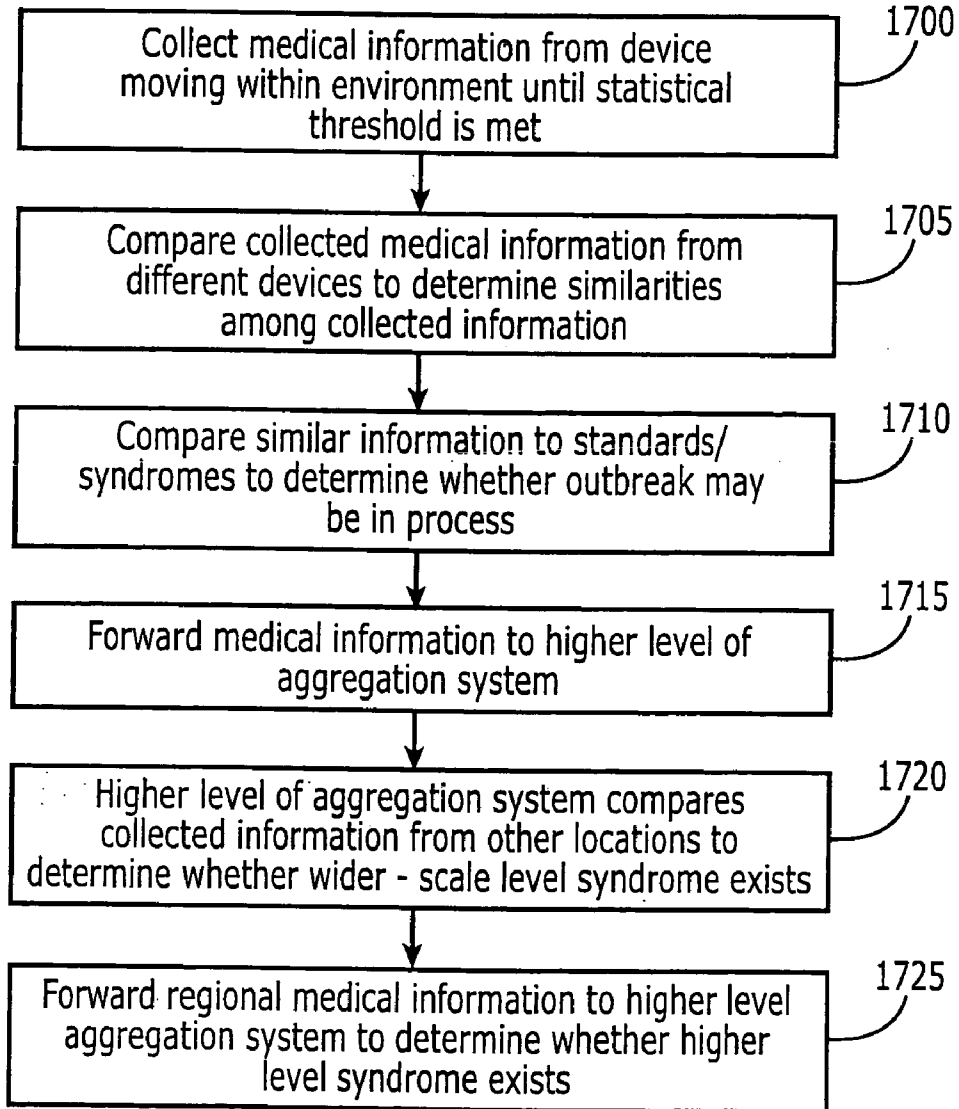 1700
Collect medical information from device
moving within environment until statistical
threshold is met
1705
Compare collected medical information from
different devices to determine similarities
among collected information
1710
Compare similar information to standards/
syndromes to determine whether outbreak may
be in process
1715
Forward medical information to higher level of
aggregation system
1720
Higher level of aggregation system compares
collected information from other locations to
determine whether wider - scale level syndrome exists
1725
Forward regional medical information to higher level
aggregation system to determine whether higher
level syndrome exists